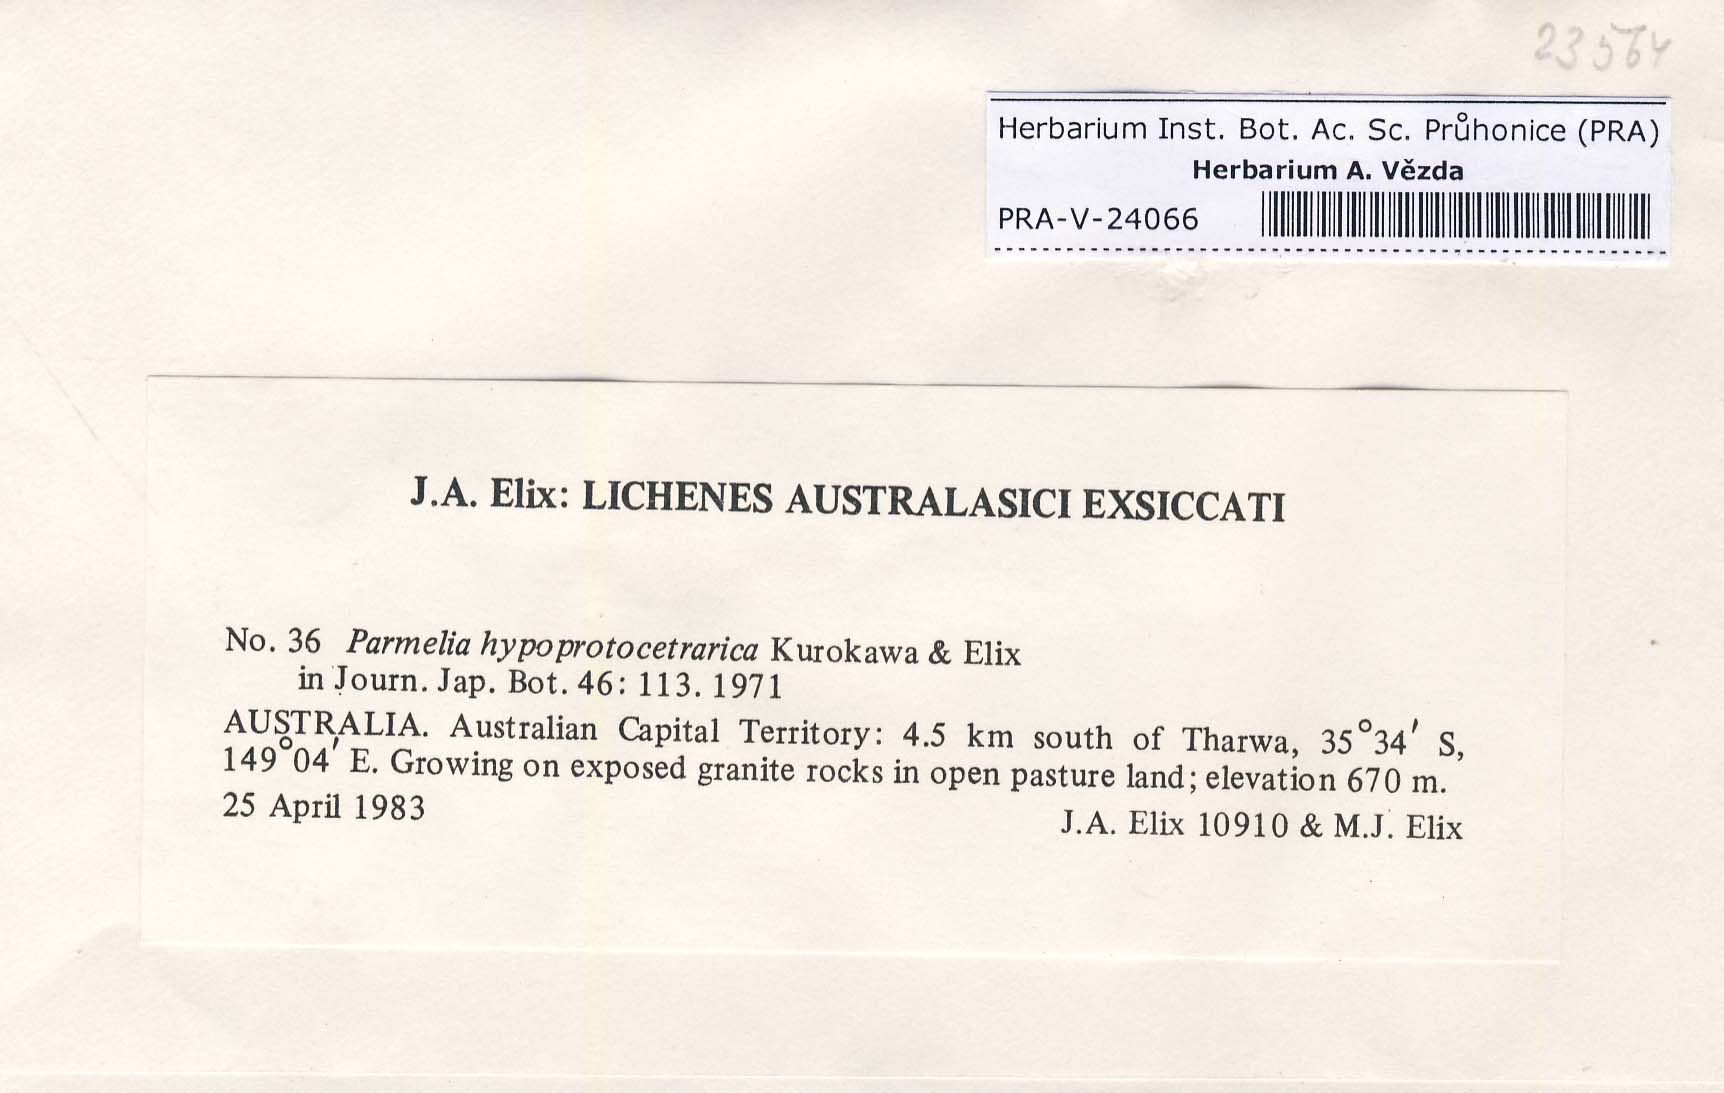 23564
Herbarium Inst. Bot. Ac. Sc. Průhonice (PRA)
Herbarium A. Vězda
PRA-V-24066
J.A. Elix: LICHENES AUSTRALASICI EXSICCATI
No. 36 Parmelia hypoprotocetrarica Kurokawa & Elix
in Journ. Jap. Bot. 46: 113. 1971
AUSTRALIA. Australian Capital Territory: 4.5 km south of Tharwa, 35°34′ S,
149°04′ E. Growing on exposed granite rocks in open pasture land; elevation 670 m.
25 April 1983
J.A. Elix 10910 & M.J. Elix